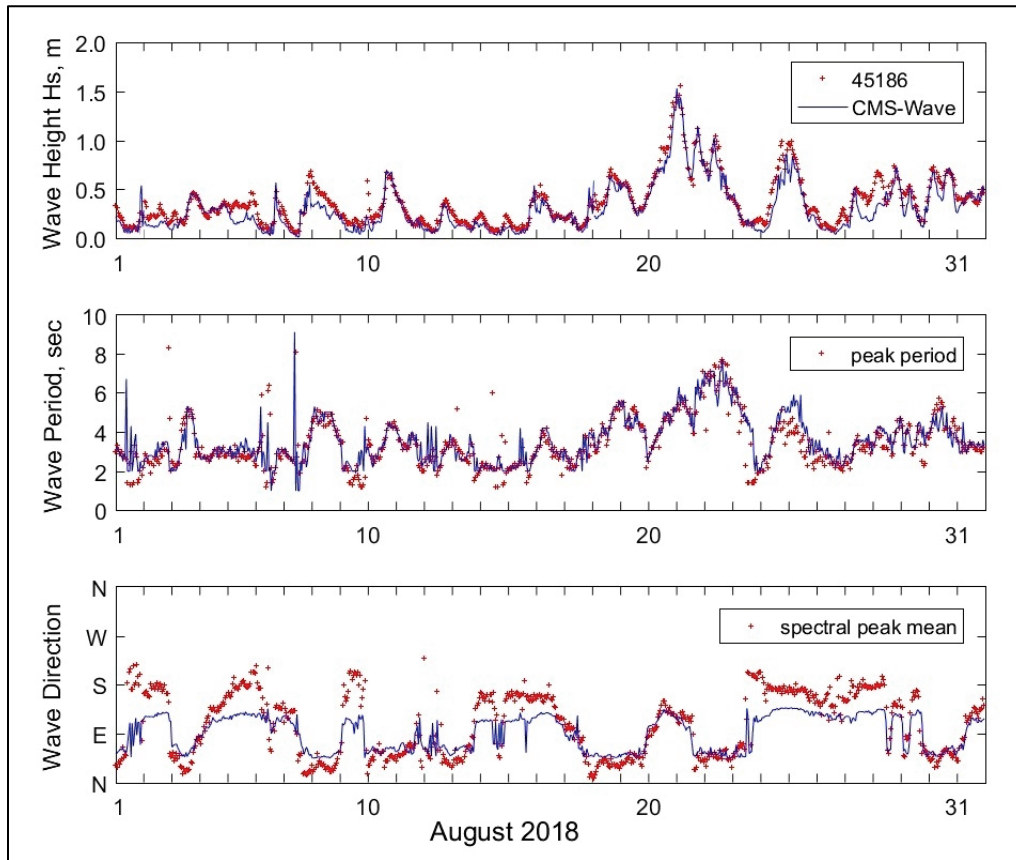 Wave Height Hs, m
2.0
1.5
1.0
0.5
0.0
45186
CMS-Wave
1 10 20 31
Wave Period, sec
10
8
6
4
2
0
peak period
1 10 20 31
Wave Direction
N
W
S
E
N
spectral peak mean
1 10 20 31
August 2018